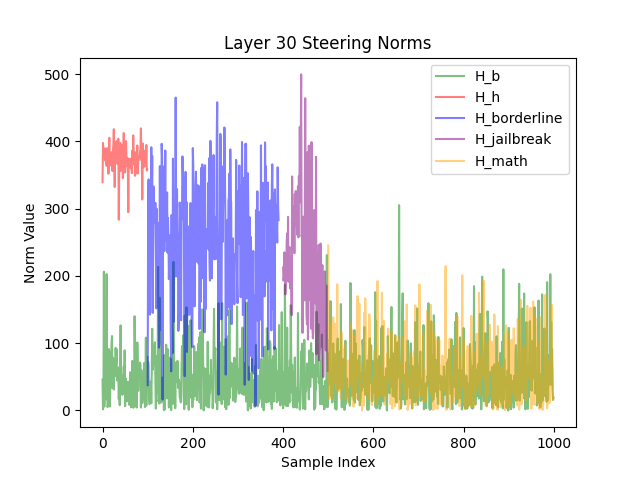 Layer 30 Steering Norms
Norm Value
500
400
300
200
100
0
H_b
H_h
H_borderline
H_jailbreak
H_math
0
200
400
600
800
1000
Sample Index